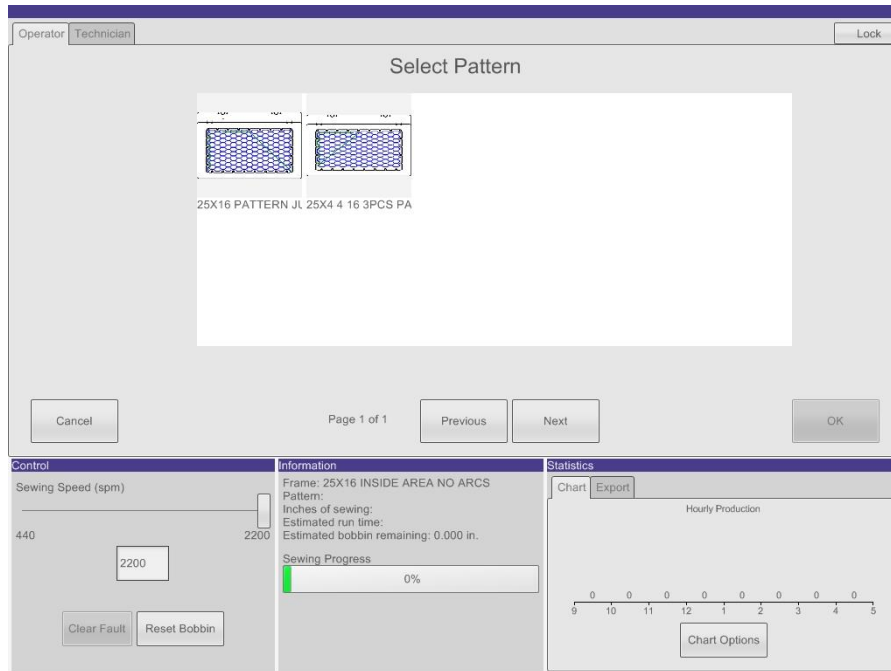 Operator Technician Lock
Select Pattern
25X16 PATTERN JU 25X4 4 16 3PCS PA
Cancel Page 1 of 1 Previous Next OK
Control
Sewing Speed (spm)
440 2200
2200
Clear Fault Reset Bobbin
Information
Frame: 25X16 INSIDE AREA NO ARCS
Pattern:
Inches of sewing:
Estimated run time:
Estimated bobbin remaining: 0.000 in.
Sewing Progress
0%
Statistics
Chart Export
Hourly Production
0 0 0 0 0 0 0 0
9 10 11 12 1 2 3 4 5
Chart Options